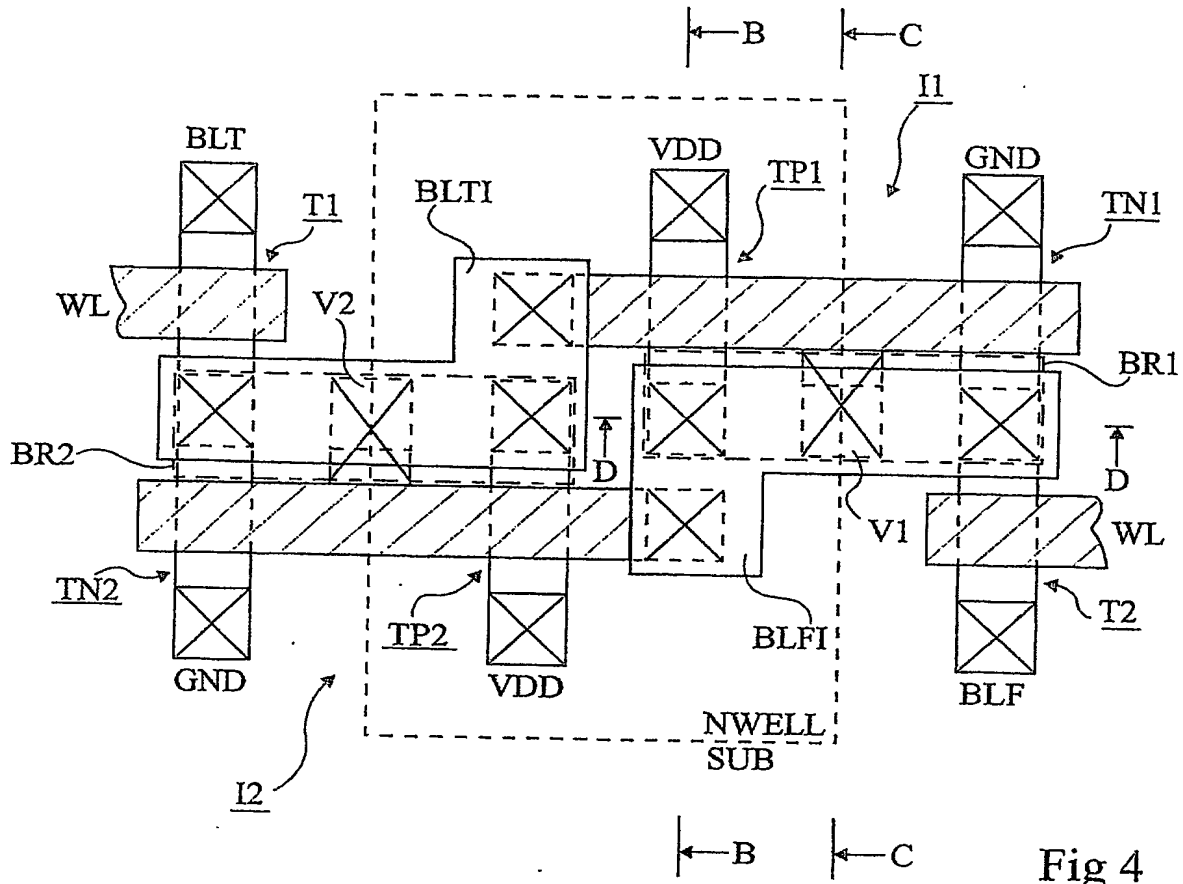 B
C
I1
BLT
VDD
GND
TP1
BLTI
T1
TN1
WL
V2
BR1
BR2
D
D
V1
WL
TN2
TP2
T2
BLFI
GND
VDD
BLF
NWELL
SUB
I2
B
C
Fig 4